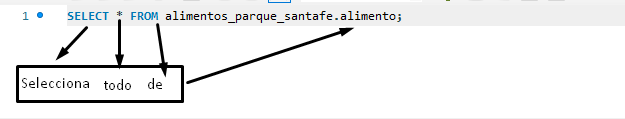 1 SELECT * FROM alimentos_parque_santafe.alimento;
Selecciona todo de